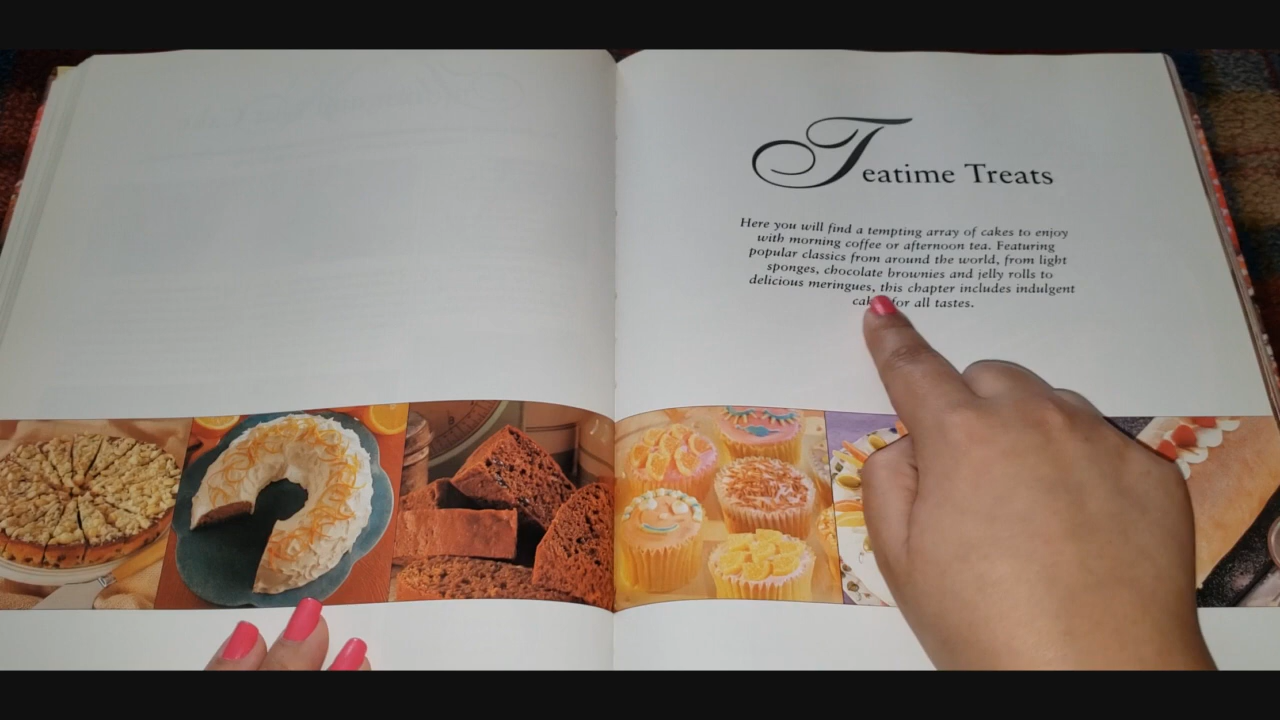 Teatime Treats
Here you will find a tempting array of cakes to enjoy
with morning coffee or afternoon tea. Featuring
popular classics from around the world, from light
sponges, chocolate brownies and jelly rolls to
delicious meringues, this chapter includes indulgent
for all tastes.